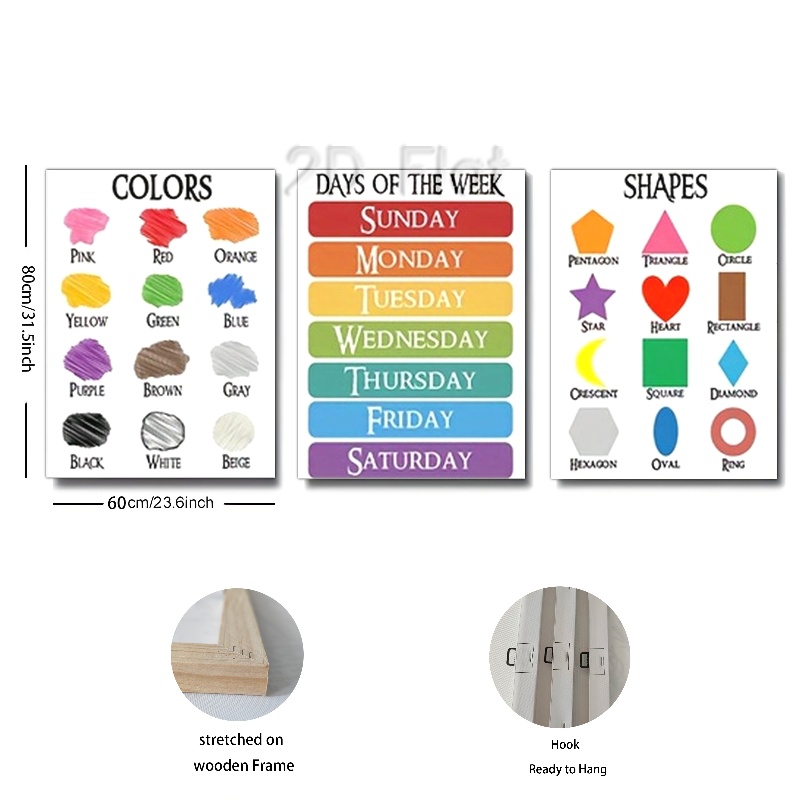 2D Flat
COLORS
PINK RED ORANGE
YELLOW GREEN BLUE
PURPLE BROWN GRAY
BLACK WHITE BEIGE
DAYS OF THE WEEK
SUNDAY
MONDAY
TUESDAY
WEDNESDAY
THURSDAY
FRIDAY
SATURDAY
SHAPES
PENTAGON TRIANGLE CIRCLE
STAR HEART RECTANGLE
CRESCENT SQUARE DIAMOND
HEXAGON OVAL RING
80cm/31.5inch
60cm/23.6inch
stretched on
wooden Frame
Hook
Ready to Hang